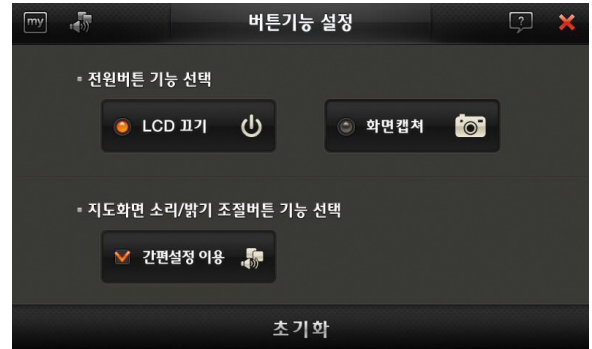 my
버튼기능 설정
?
전원버튼 기능 선택
LCD 끄기
화면캡쳐
지도화면 소리/밝기 조절버튼 기능 선택
간편설정 이용
초기화